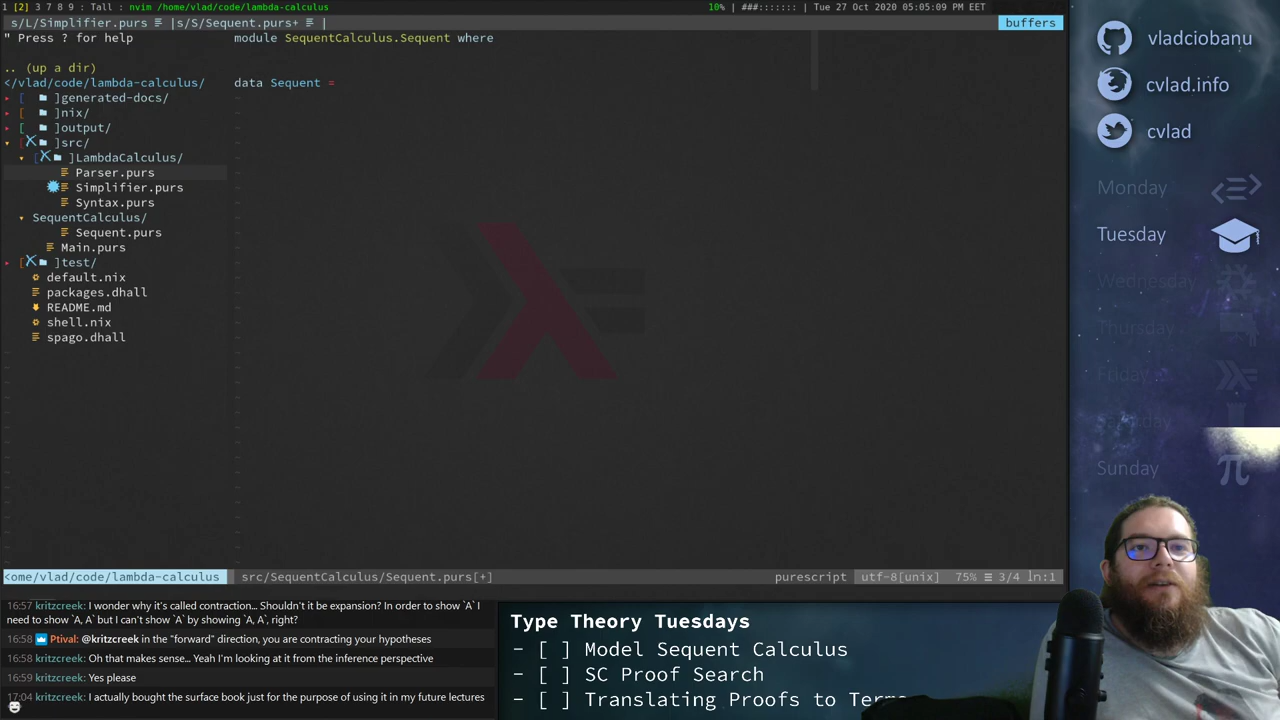 1 [2] 3 7 8 9 : Tall : nvim /home/vlad/code/lambda-calculus
10% | ###::::::: | Tue 27 Oct 2020 05:05:09 PM EET
s/L/Simplifier.purs |s/S/Sequent.purs+ |
buffers
" Press ? for help
.. (up a dir)
</vlad/code/lambda-calculus/
▸ [ ]generated-docs/
▸ [ ]nix/
▸ [ ]output/
▾ [ ]src/
▾ [ ]LambdaCalculus/
Parser.purs
Simplifier.purs
Syntax.purs
▾ SequentCalculus/
Sequent.purs
Main.purs
▸ [ ]test/
default.nix
packages.dhall
README.md
shell.nix
spago.dhall
module SequentCalculus.Sequent where
data Sequent =
<ome/vlad/code/lambda-calculus
src/SequentCalculus/Sequent.purs[+]
purescript
utf-8[unix]
75% ≡ 3/4 ln:1
16:57 kritzcreek: I wonder why it's called contraction... Shouldn't it be expansion? In order to show `A` I
need to show `A, A` but I can't show `A` by showing `A, A`, right?
16:58 Ptival: @kritzcreek in the "forward" direction, you are contracting your hypotheses
16:58 kritzcreek: Oh that makes sense... Yeah I'm looking at it from the inference perspective
16:59 kritzcreek: Yes please
17:04 kritzcreek: I actually bought the surface book just for the purpose of using it in my future lectures
Type Theory Tuesdays
- [ ] Model Sequent Calculus
- [ ] SC Proof Search
- [ ] Translating Proofs to Terms
vladciobanu
cvlad.info
cvlad
Monday
Tuesday
Wednesday
Thursday
Friday
Sunday